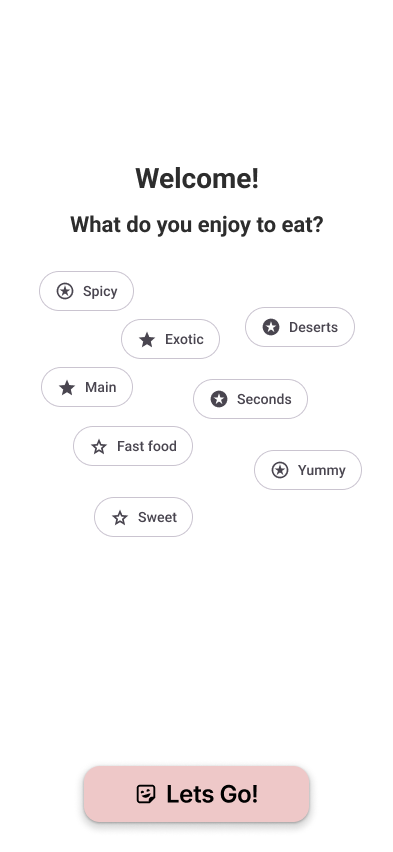 Welcome!
What do you enjoy to eat?
Spicy
Deserts
Exotic
Main
Seconds
Fast food
Yummy
Sweet
Lets Go!